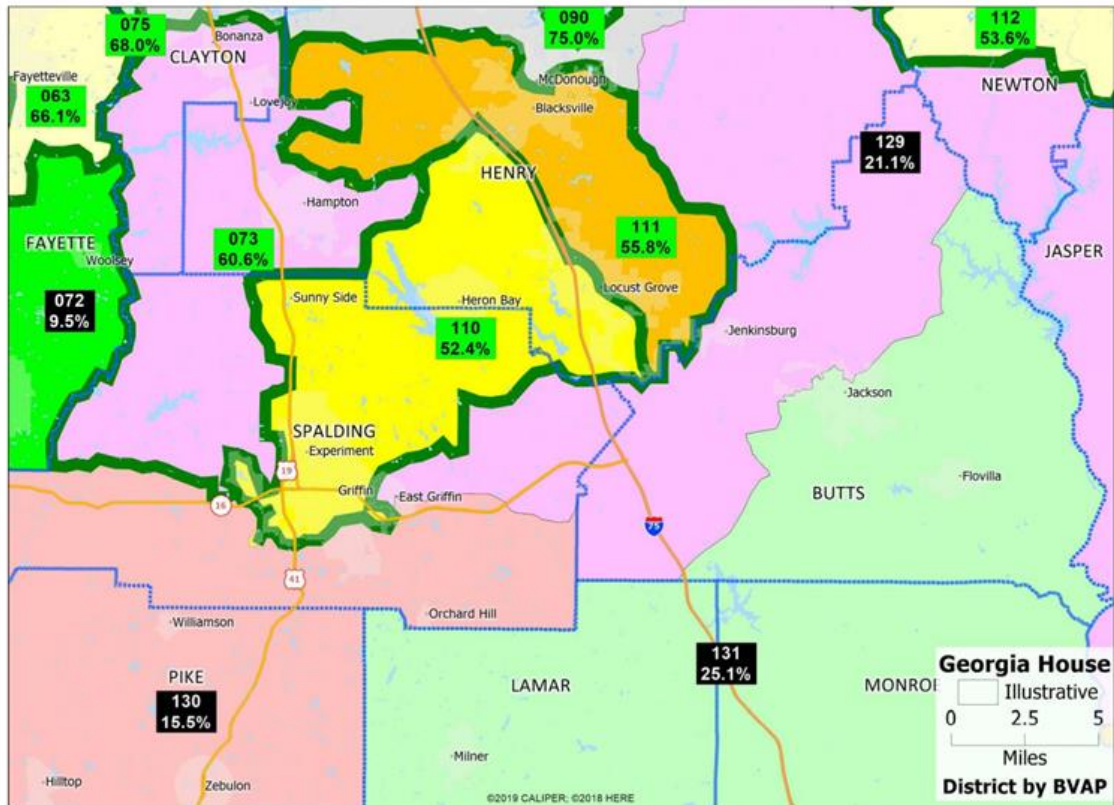 075
68.0%
Bonanza
CLAYTON
090
75.0%
112
53.6%
Fayetteville
063
66.1%
McDonough
NEWTON
Lovejoy
Blacksville
129
21.1%
HENRY
Hampton
FAYETTE
Woolsey
073
60.6%
111
55.8%
JASPER
072
9.5%
Sunny Side
Heron Bay
Locust Grove
110
52.4%
Jenkinsburg
Jackson
SPALDING
Experiment
19
Griffin
East Griffin
16
BUTTS
Flovilla
75
41
Williamson
Orchard Hill
PIKE
130
15.5%
LAMAR
131
25.1%
MONROE
Georgia House
Illustrative
0 2.5 5
Miles
District by BVAP
Milner
Hilltop
Zebulon
©2019 CALIPER; ©2018 HERE